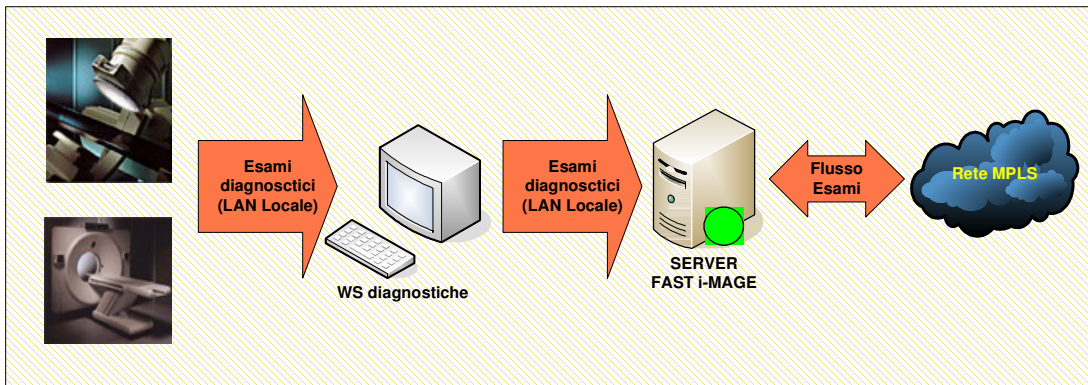 Esami
diagnosctici
(LAN Locale)
WS diagnostiche
Esami
diagnosctici
(LAN Locale)
SERVER
FAST i-MAGE
Flusso
Esami
Rete MPLS